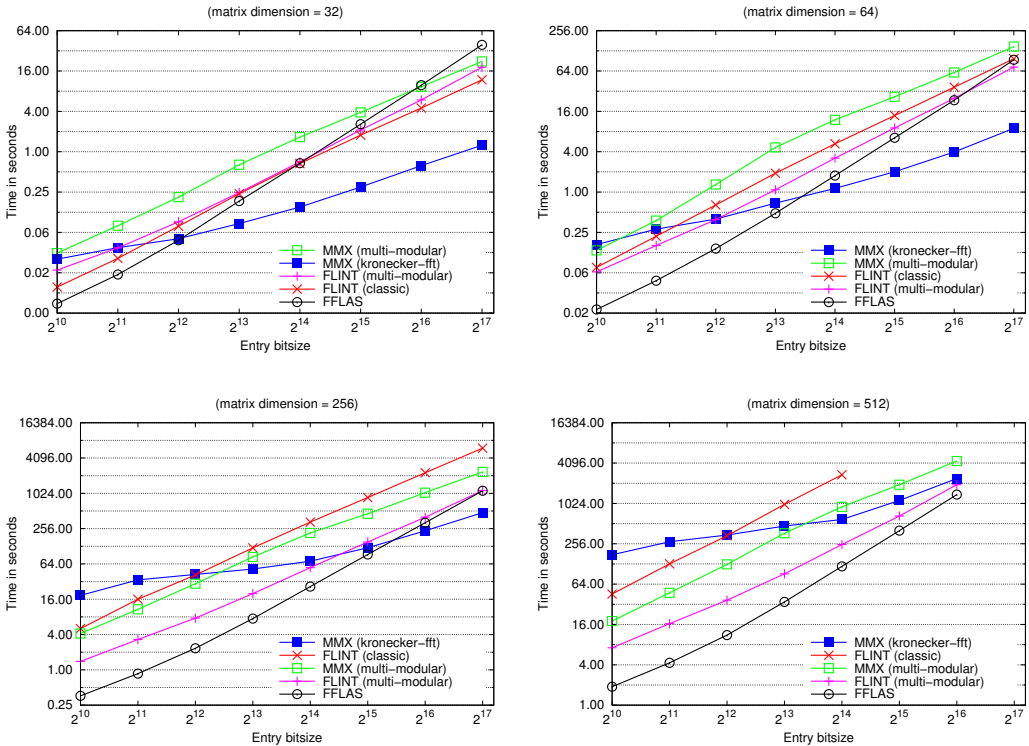 (matrix dimension = 32)
64.00
16.00
4.00
1.00
0.25
0.06
0.02
0.00
Time in seconds
MMX (multi-modular)
MMX (kronecker-fft)
FLINT (multi-modular)
FLINT (classic)
FFLAS
2^10 2^11 2^12 2^13 2^14 2^15 2^16 2^17
Entry bitsize
(matrix dimension = 64)
256.00
64.00
16.00
4.00
1.00
0.25
0.06
0.02
Time in seconds
MMX (kronecker-fft)
MMX (multi-modular)
FLINT (classic)
FLINT (multi-modular)
FFLAS
2^10 2^11 2^12 2^13 2^14 2^15 2^16 2^17
Entry bitsize
(matrix dimension = 256)
16384.00
4096.00
1024.00
256.00
64.00
16.00
4.00
1.00
0.25
Time in seconds
MMX (kronecker-fft)
FLINT (classic)
MMX (multi-modular)
FLINT (multi-modular)
FFLAS
2^10 2^11 2^12 2^13 2^14 2^15 2^16 2^17
Entry bitsize
(matrix dimension = 512)
16384.00
4096.00
1024.00
256.00
64.00
16.00
4.00
1.00
Time in seconds
MMX (kronecker-fft)
FLINT (classic)
MMX (multi-modular)
FLINT (multi-modular)
FFLAS
2^10 2^11 2^12 2^13 2^14 2^15 2^16 2^17
Entry bitsize